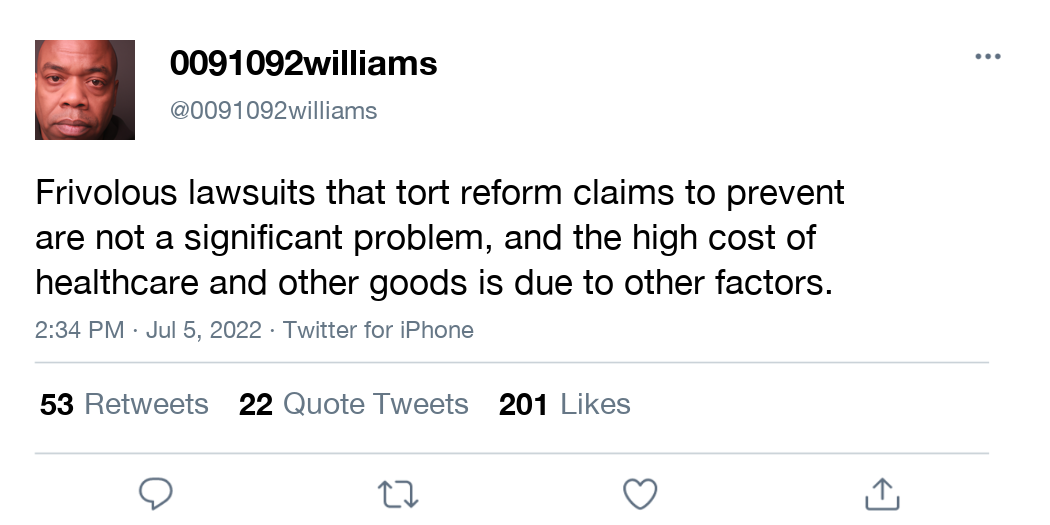 0091092williams
@0091092williams
Frivolous lawsuits that tort reform claims to prevent
are not a significant problem, and the high cost of
healthcare and other goods is due to other factors.
2:34 PM · Jul 5, 2022 · Twitter for iPhone
53 Retweets 22 Quote Tweets 201 Likes